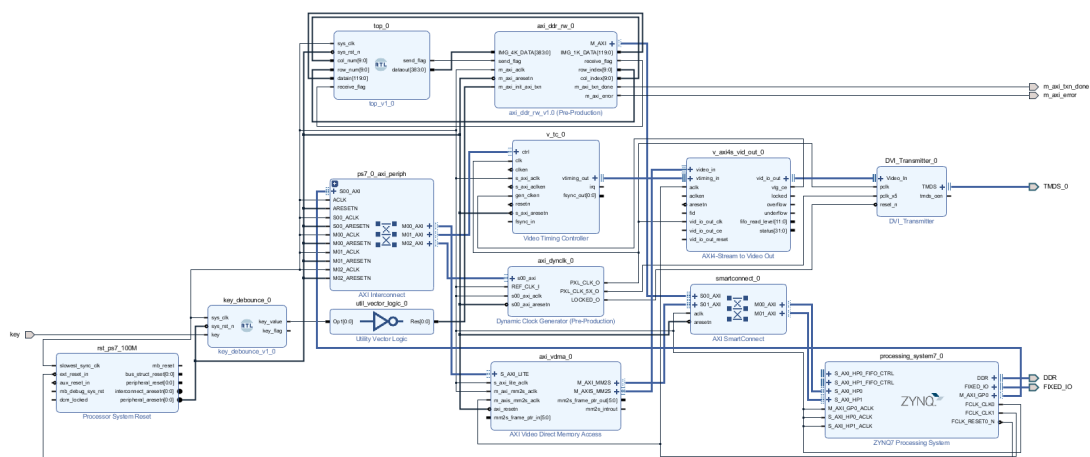 top_0
sys_clk
sys_rst_n
col_num[9:0]
row_num[9:0]
datain[119:0]
receive_flag
send_flag
dataout[383:0]
RTL
top_v1_0
axi_ddr_rw_0
IMG_4K_DATA[383:0]
send_flag
m_axi_aclk
m_axi_aresetn
m_axi_init_axi_txn
M_AXI
IMG_1K_DATA[119:0]
receive_flag
row_index[9:0]
col_index[9:0]
m_axi_txn_done
m_axi_error
axi_ddr_rw_v1.0 (Pre-Production)
m_axi_txn_done
m_axi_error
v_tc_0
ctrl
clk
clken
s_axi_aclk
s_axi_aclken
gen_clken
resetn
s_axi_aresetn
fsync_in
vtiming_out
irq
fsync_out[0:0]
Video Timing Controller
v_axi4s_vid_out_0
video_in
vtiming_in
aclk
aclken
aresetn
fid
vid_io_out_clk
vid_io_out_ce
vid_io_out_reset
vid_io_out
vtg_ce
locked
overflow
underflow
fifo_read_level[11:0]
status[31:0]
AXI4-Stream to Video Out
DVI_Transmitter_0
Video_In
pclk
pclk_x5
reset_n
TMDS
tmds_oen
DVI_Transmitter
TMDS_0
ps7_0_axi_periph
S00_AXI
ACLK
ARESETN
S00_ACLK
S00_ARESETN
M00_ACLK
M00_ARESETN
M01_ACLK
M01_ARESETN
M02_ACLK
M02_ARESETN
M00_AXI
M01_AXI
M02_AXI
AXI Interconnect
axi_dynclk_0
s00_axi
REF_CLK_I
s00_axi_aclk
s00_axi_aresetn
PXL_CLK_O
PXL_CLK_5X_O
LOCKED_O
Dynamic Clock Generator (Pre-Production)
smartconnect_0
S00_AXI
S01_AXI
aclk
aresetn
M00_AXI
M01_AXI
AXI SmartConnect
key
key_debounce_0
sys_clk
sys_rst_n
key
key_value
key_flag
RTL
key_debounce_v1_0
util_vector_logic_0
Op1[0:0]
Res[0:0]
Utility Vector Logic
rst_ps7_100M
slowest_sync_clk
ext_reset_in
aux_reset_in
mb_debug_sys_rst
dcm_locked
mb_reset
bus_struct_reset[0:0]
peripheral_reset[0:0]
interconnect_aresetn[0:0]
peripheral_aresetn[0:0]
Processor System Reset
axi_vdma_0
S_AXI_LITE
s_axi_lite_aclk
m_axi_mm2s_aclk
m_axis_mm2s_aclk
axi_resetn
mm2s_frame_ptr_in[5:0]
M_AXI_MM2S
M_AXIS_MM2S
mm2s_frame_ptr_out[5:0]
mm2s_introut
AXI Video Direct Memory Access
processing_system7_0
S_AXI_HP0_FIFO_CTRL
S_AXI_HP1_FIFO_CTRL
S_AXI_HP0
S_AXI_HP1
M_AXI_GP0_ACLK
S_AXI_HP0_ACLK
S_AXI_HP1_ACLK
ZYNQ
DDR
FIXED_IO
M_AXI_GP0
FCLK_CLK0
FCLK_CLK1
FCLK_RESET0_N
ZYNQ7 Processing System
DDR
FIXED_IO